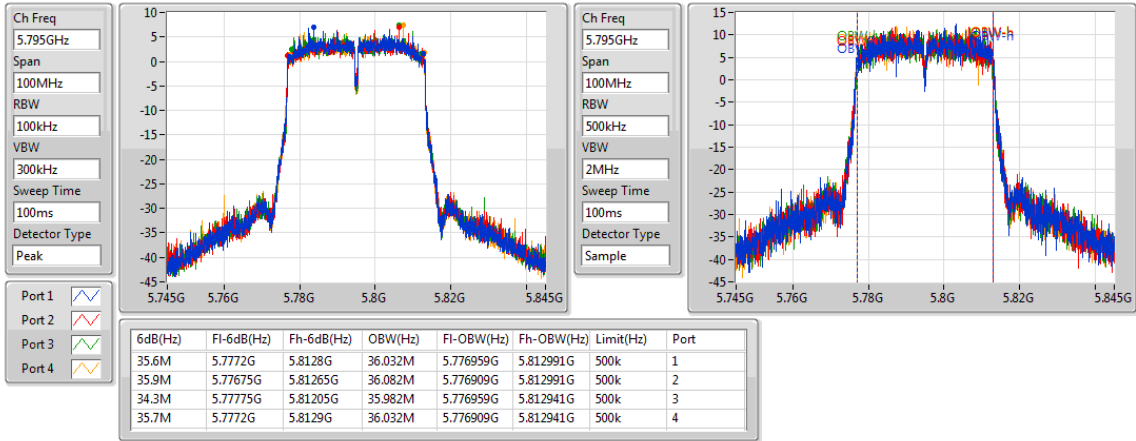 Ch Freq
5.795GHz
Span
100MHz
RBW
100kHz
VBW
300kHz
Sweep Time
100ms
Detector Type
Peak
10
5
0
-5
-10
-15
-20
-25
-30
-35
-40
-45
5.745G 5.76G 5.78G 5.8G 5.82G 5.845G
Ch Freq
5.795GHz
Span
100MHz
RBW
500kHz
VBW
2MHz
Sweep Time
100ms
Detector Type
Sample
15
10
5
0
-5
-10
-15
-20
-25
-30
-35
-40
-45
5.745G 5.76G 5.78G 5.8G 5.82G 5.845G
Port 1
Port 2
Port 3
Port 4
6dB(Hz) Fl-6dB(Hz) Fh-6dB(Hz) OBW(Hz) Fl-OBW(Hz) Fh-OBW(Hz) Limit(Hz) Port
35.6M 5.7772G 5.8128G 36.032M 5.776959G 5.812991G 500k 1
35.9M 5.77675G 5.81265G 36.082M 5.776909G 5.812991G 500k 2
34.3M 5.77775G 5.81205G 35.982M 5.776959G 5.812941G 500k 3
35.7M 5.7772G 5.8129G 36.032M 5.776909G 5.812941G 500k 4